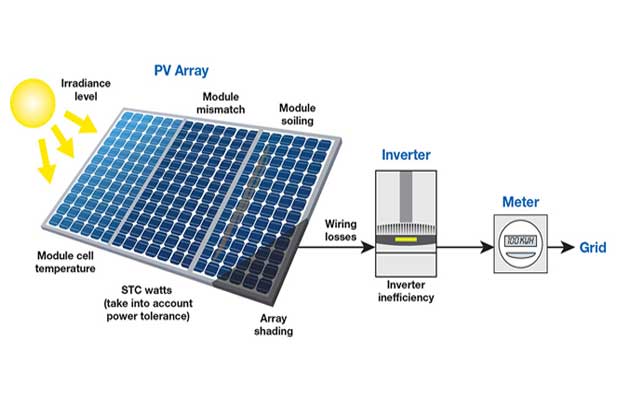 PV Array
Irradiance
level
Module
mismatch
Module
soiling
Inverter
Meter
Wiring
losses
100 KWH
Grid
Module cell
temperature
STC watts
(take into account
power tolerance)
Inverter
inefficiency
Array
shading